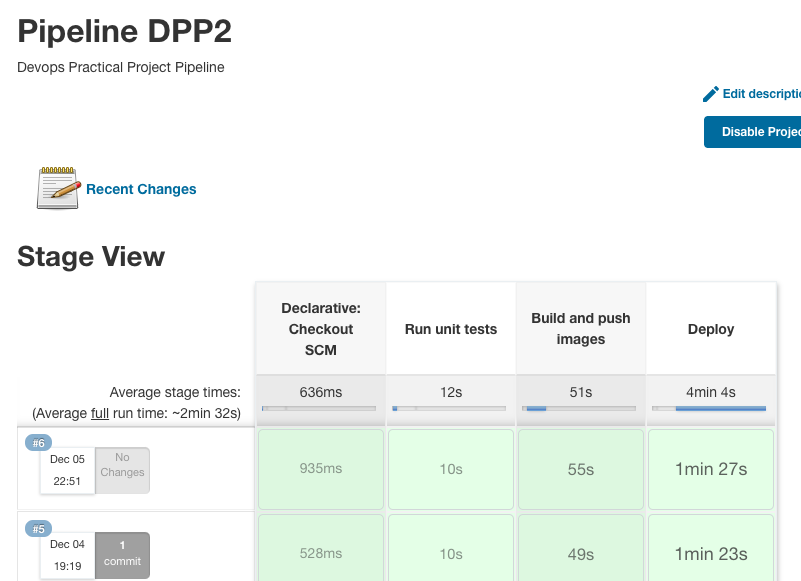 Pipeline DPP2
Devops Practical Project Pipeline
Edit descriptio
Disable Projec
Recent Changes
Stage View
Declarative:
Checkout
SCM
Run unit tests
Build and push
images
Deploy
Average stage times:
(Average full run time: ~2min 32s)
636ms
12s
51s
4min 4s
#6
Dec 05
22:51
No
Changes
935ms
10s
55s
1min 27s
#5
Dec 04
19:19
1
commit
528ms
10s
49s
1min 23s